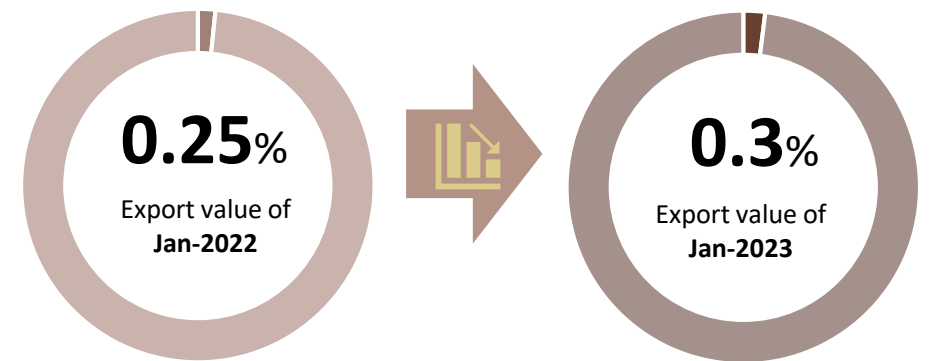 0.25%
Export value of
Jan-2022
0.3%
Export value of
Jan-2023